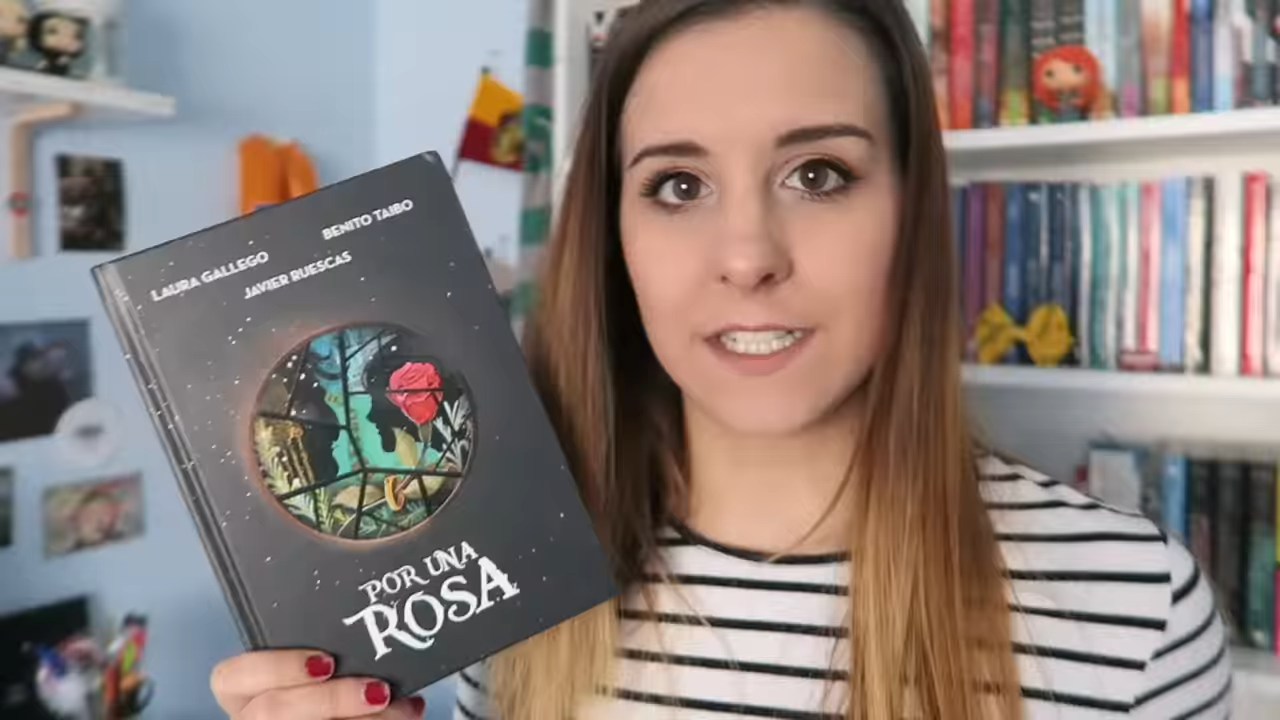 BENITO TAIBO
LAURA GALLEGO
JAVIER RUESCAS
POR UNA
ROSA